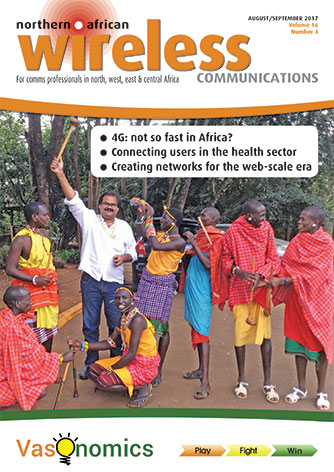 northern african
wireless
COMMUNICATIONS
AUGUST/SEPTEMBER 2017
Volume 16
Number 4
For comms professionals in north, west, east & central Africa
• 4G: not so fast in Africa?
• Connecting users in the health sector
• Creating networks for the web-scale era
VasOnomics
Play
Fight
Win